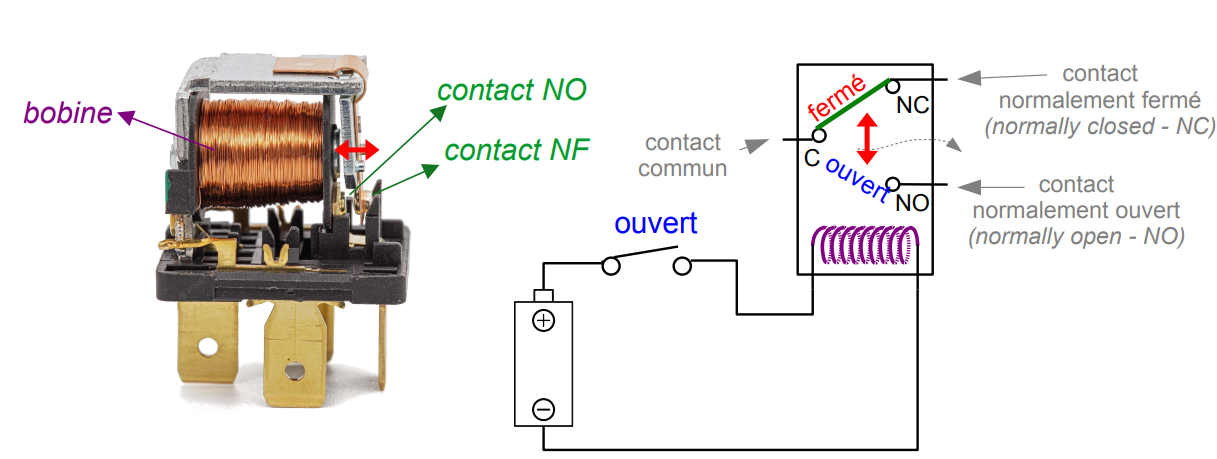 bobine
contact NO
contact NF
ouvert
+
−
fermé
NC
C
ouvert
NO
contact
commun
contact
normalement fermé
(normally closed - NC)
contact
normalement ouvert
(normally open - NO)